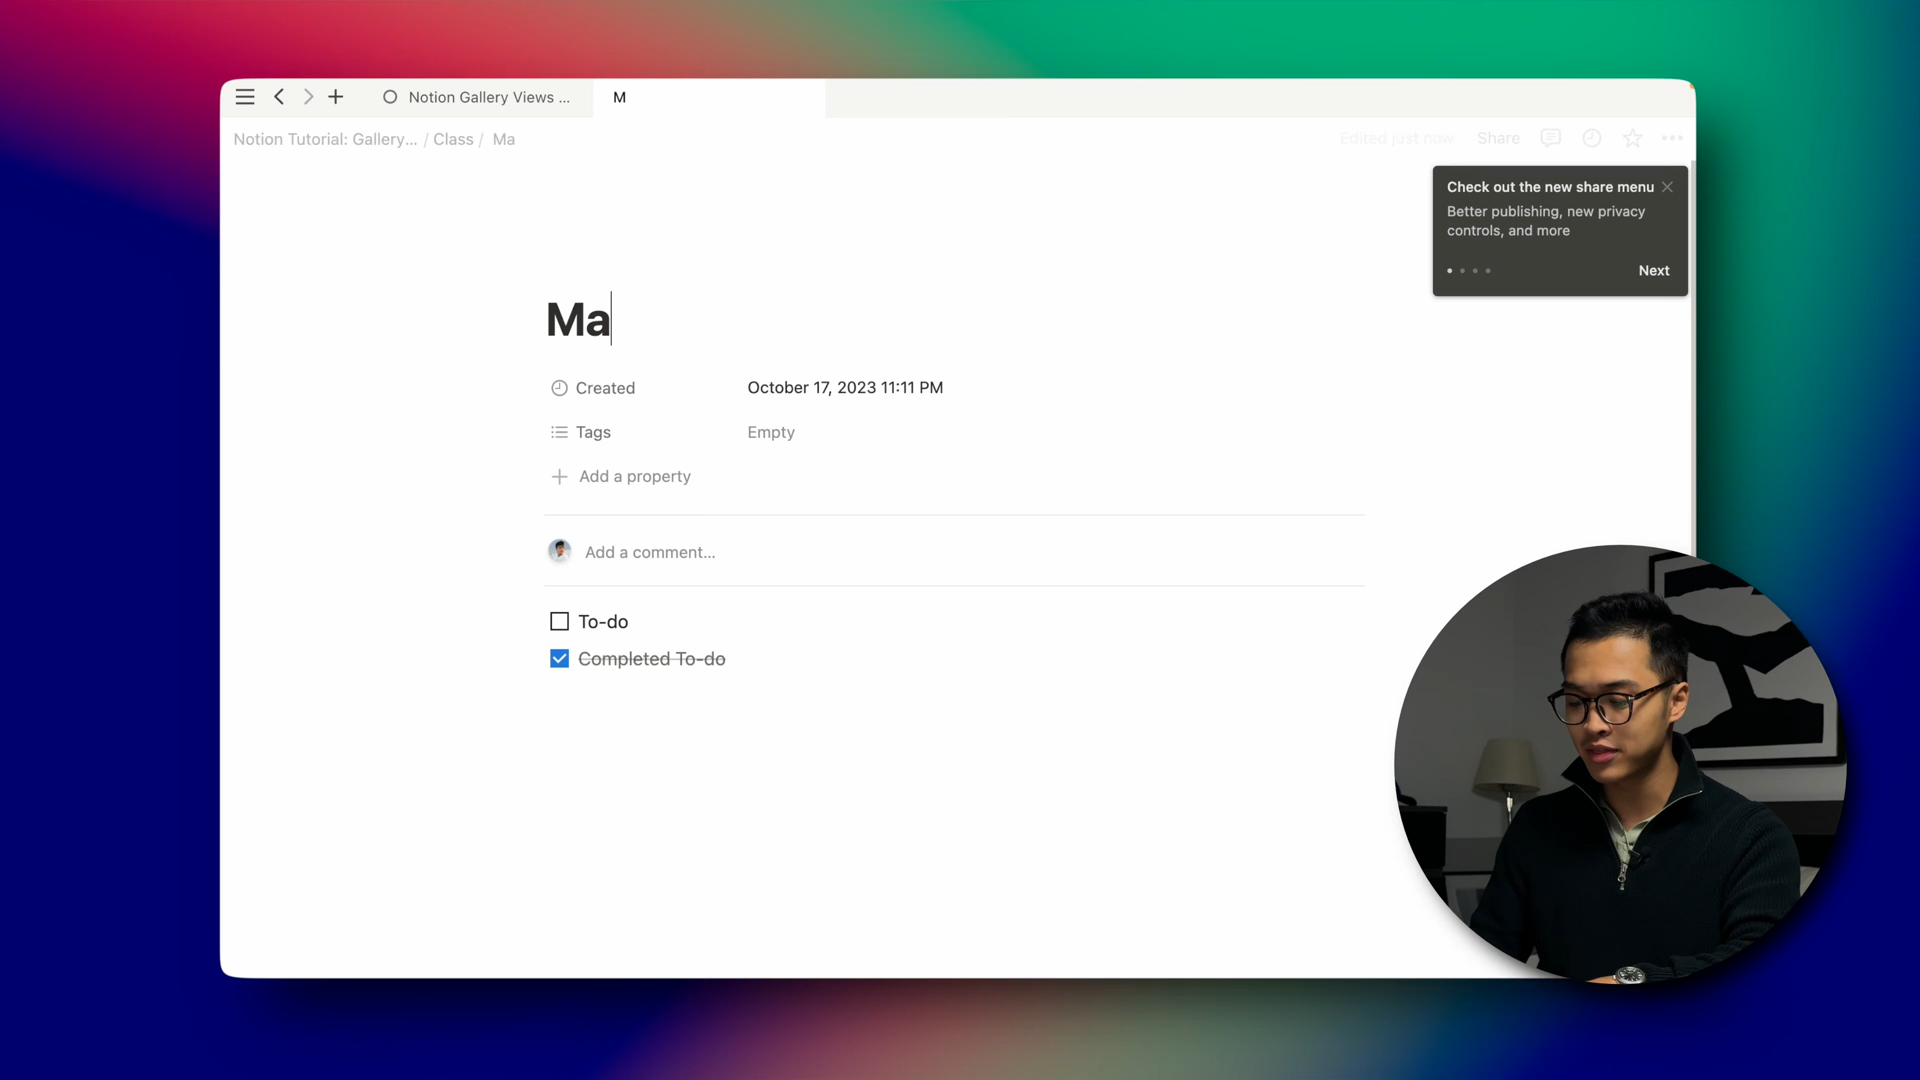 Notion Gallery Views ...
M
Notion Tutorial: Gallery... / Class / Ma
Edited just now Share
Check out the new share menu
Better publishing, new privacy
controls, and more
Next
Ma
Created October 17, 2023 11:11 PM
Tags Empty
Add a property
Add a comment...
To-do
Completed To-do